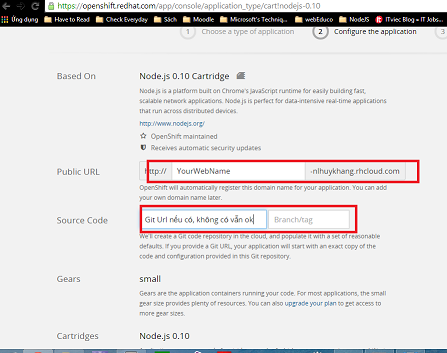 https://openshift.redhat.com/app/console/application_type/cart!nodejs-0.10
Ứng dụng Have to Read Check Everyday Sách Moodle Microsoft's Techniq... webEduco NodeJS ITviec Blog = IT Jobs...
1 Choose a type of application 2 Configure the application 3
Based On Node.js 0.10 Cartridge
Node.js is a platform built on Chrome's JavaScript runtime for easily building fast,
scalable network applications. Node.js is perfect for data-intensive real-time applications
that run across distributed devices.
http://www.nodejs.org/
OpenShift maintained
Receives automatic security updates
Public URL http:// YourWebName -nlhuykhang.rhcloud.com
OpenShift will automatically register this domain name for your application. You can add
your own domain name later.
Source Code Git Url nếu có, không có vẫn ok Branch/tag
We'll create a Git code repository in the cloud, and populate it with a set of reasonable
defaults. If you provide a Git URL, your application will start with an exact copy of the
code and configuration provided in this Git repository.
Gears small
Gears are the application containers running your code. For most applications, the small
gear size provides plenty of resources. You can also upgrade your plan to get access to
more gear sizes.
Cartridges Node.js 0.10